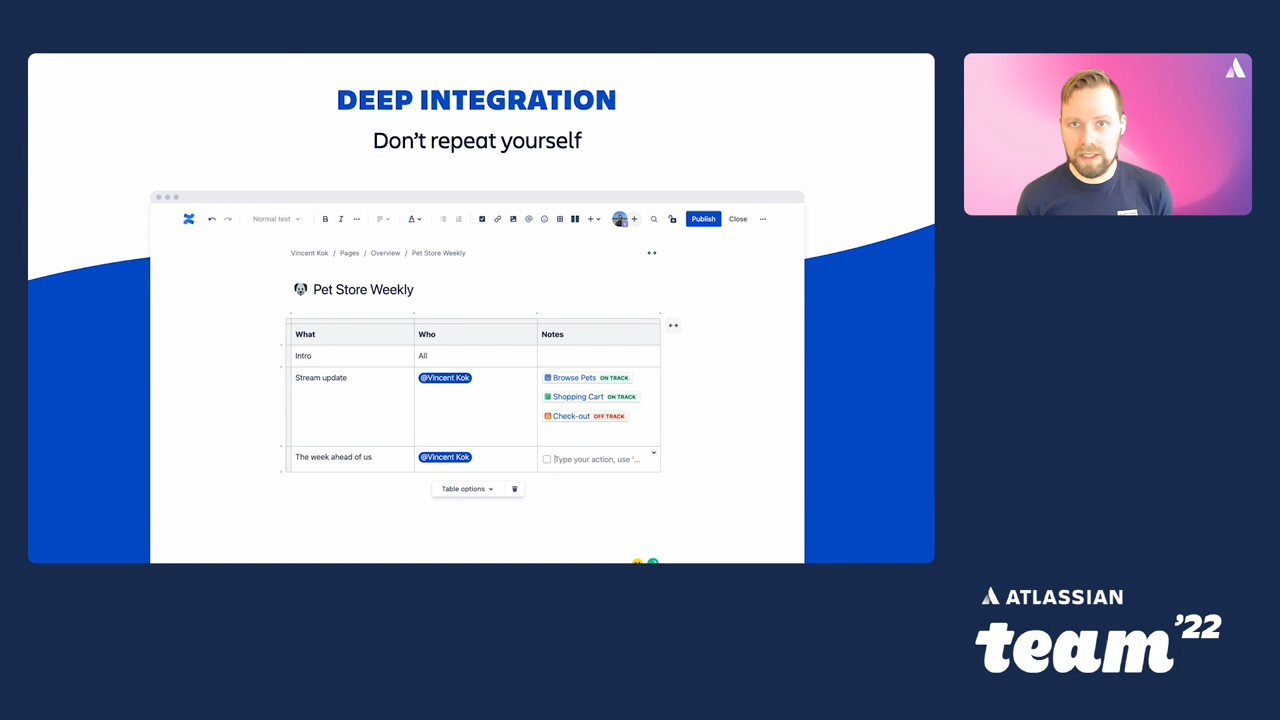 DEEP INTEGRATION
Don't repeat yourself
Normal text
B I A
Publish Close
Vincent Kok / Pages / Overview / Pet Store Weekly
Pet Store Weekly
What Who Notes
Intro All
Stream update @Vincent Kok Browse Pets ON TRACK
Shopping Cart ON TRACK
Check-out OFF TRACK
The week ahead of us @Vincent Kok Type your action, use '...
Table options
ATLASSIAN
team '22